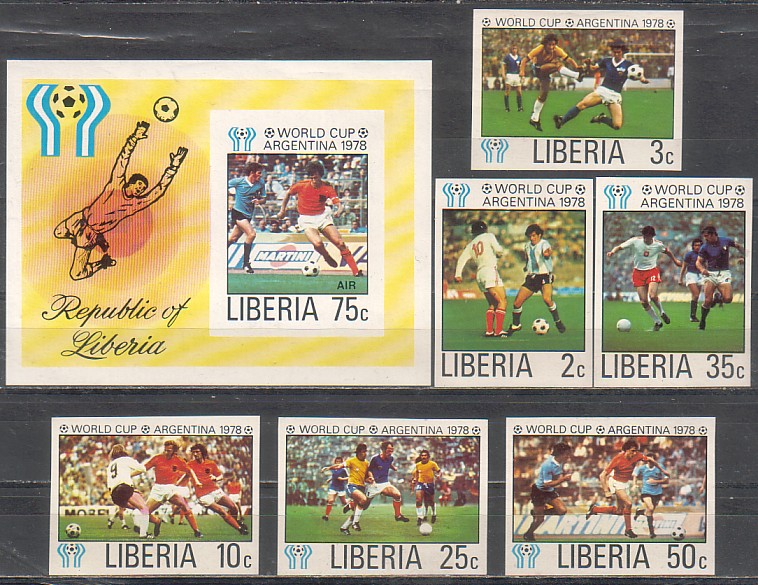 WORLD CUP ARGENTINA 1978
LIBERIA 3c
WORLD CUP
ARGENTINA 1978
MARTINI
AIR
LIBERIA 75c
Republic of
Liberia
WORLD CUP
ARGENTINA 1978
10
LIBERIA 2c
WORLD CUP
ARGENTINA 1978
12
LIBERIA 35c
WORLD CUP ARGENTINA 1978
9
LIBERIA 10c
WORLD CUP ARGENTINA 1978
LIBERIA 25c
WORLD CUP ARGENTINA 1978
MARTINI
LIBERIA 50c